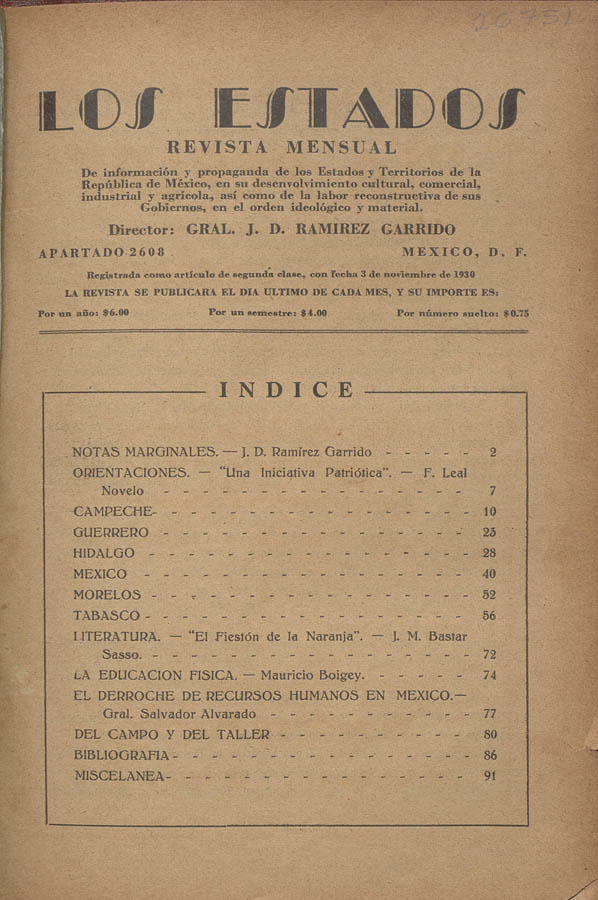 26751
LOS ESTADOS
REVISTA MENSUAL
De información y propaganda de los Estados y Territorios de la
República de México, en su desenvolvimiento cultural, comercial,
industrial y agrícola, así como de la labor reconstructiva de sus
Gobiernos, en el orden ideológico y material.
Director: GRAL. J. D. RAMIREZ GARRIDO
APARTADO 2608 MEXICO, D. F.
Registrada como artículo de segunda clase, con fecha 3 de noviembre de 1930
LA REVISTA SE PUBLICARA EL DIA ULTIMO DE CADA MES, Y SU IMPORTE ES:
Por un año: $6.00 Por un semestre: $4.00 Por número suelto: $0.75
INDICE
NOTAS MARGINALES. — J. D. Ramírez Garrido - - - - - 2
ORIENTACIONES. — "Una Iniciativa Patriótica". — F. Leal
Novelo - - - - - - - - - - - - - - - 7
CAMPECHE- - - - - - - - - - - - - - - - 10
GUERRERO - - - - - - - - - - - - - - - 25
HIDALGO - - - - - - - - - - - - - - - - 28
MEXICO - - - - - - - - - - - - - - - - 40
MORELOS - - - - - - - - - - - - - - - - 52
TABASCO - - - - - - - - - - - - - - - - 56
LITERATURA. — "El Fiestón de la Naranja". — J. M. Bastar
Sasso. - - - - - - - - - - - - - - - - 72
LA EDUCACION FISICA. — Mauricio Boigey. - - - - - 74
EL DERROCHE DE RECURSOS HUMANOS EN MEXICO.—
Gral. Salvador Alvarado - - - - - - - - - - 77
DEL CAMPO Y DEL TALLER - - - - - - - - - 80
BIBLIOGRAFIA - - - - - - - - - - - - - - - 86
MISCELANEA- - - - - - - - - - - - - - - 91